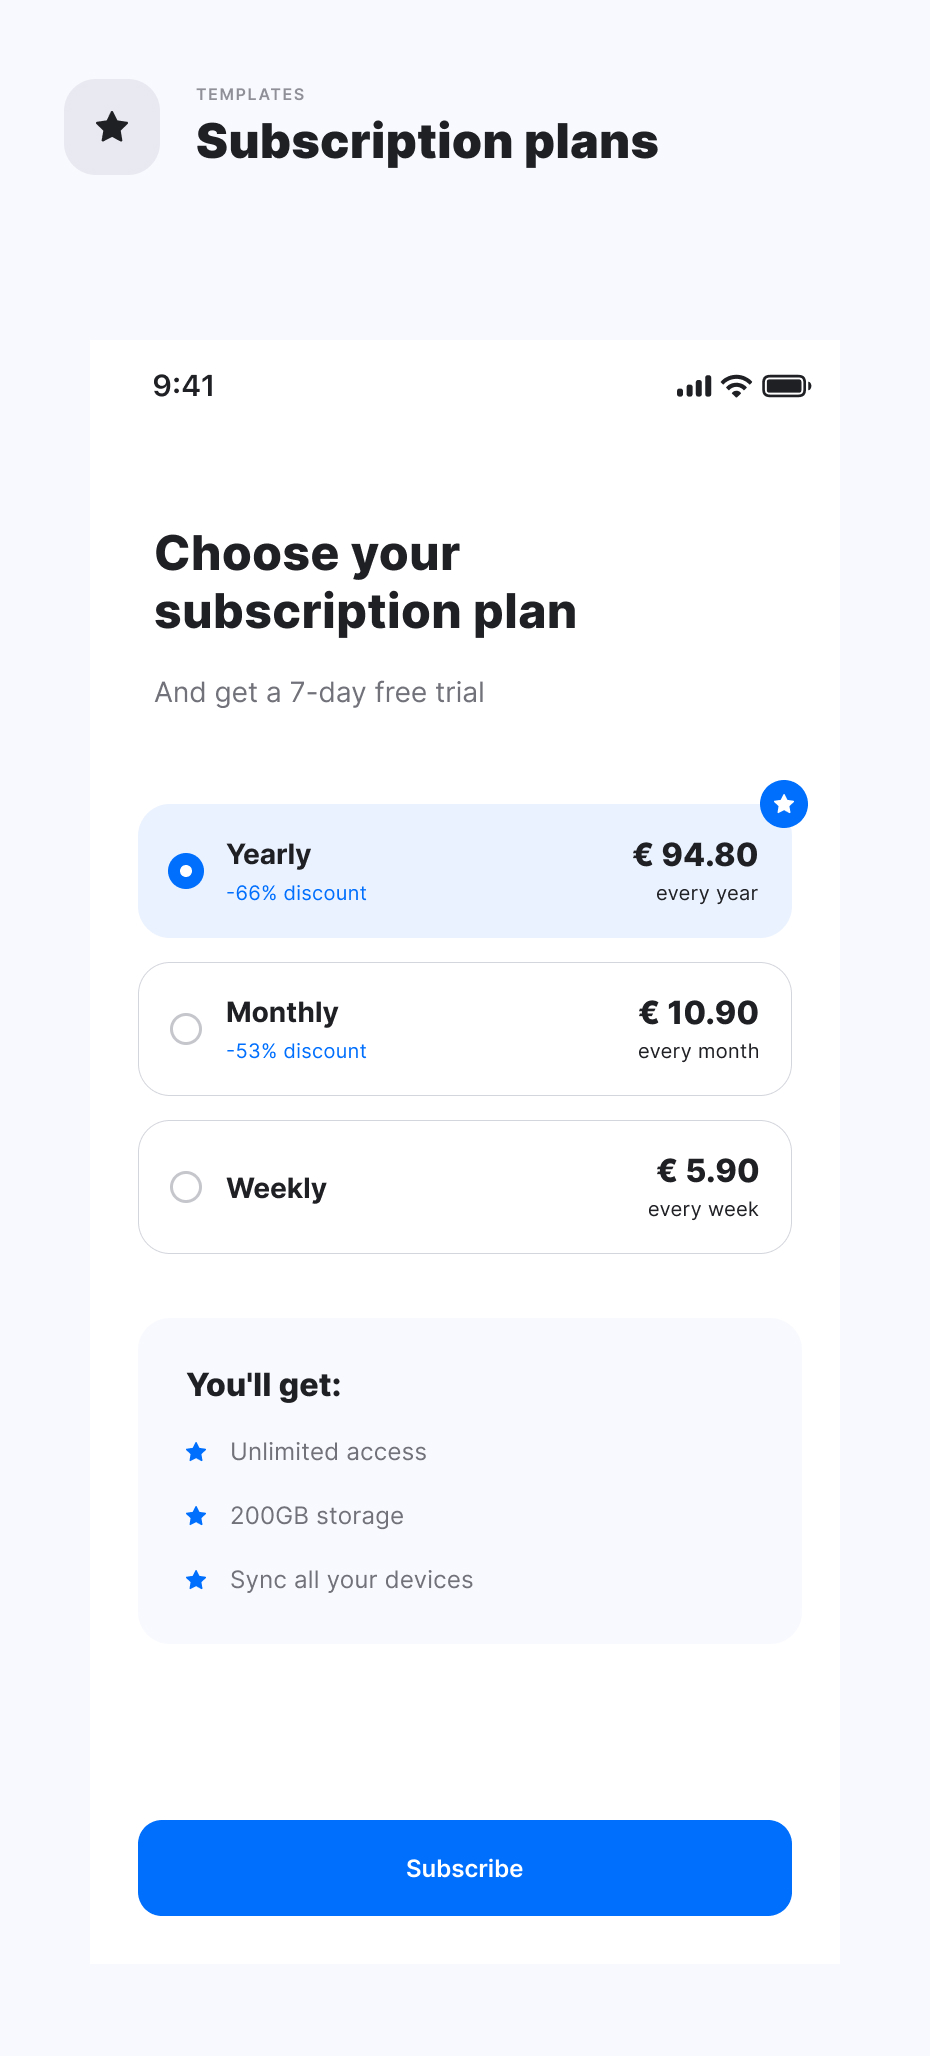 TEMPLATES
Subscription plans
9:41
Choose your
subscription plan
And get a 7-day free trial
Yearly
€ 94.80
-66% discount
every year
Monthly
€ 10.90
-53% discount
every month
Weekly
€ 5.90
every week
You'll get:
Unlimited access
200GB storage
Sync all your devices
Subscribe